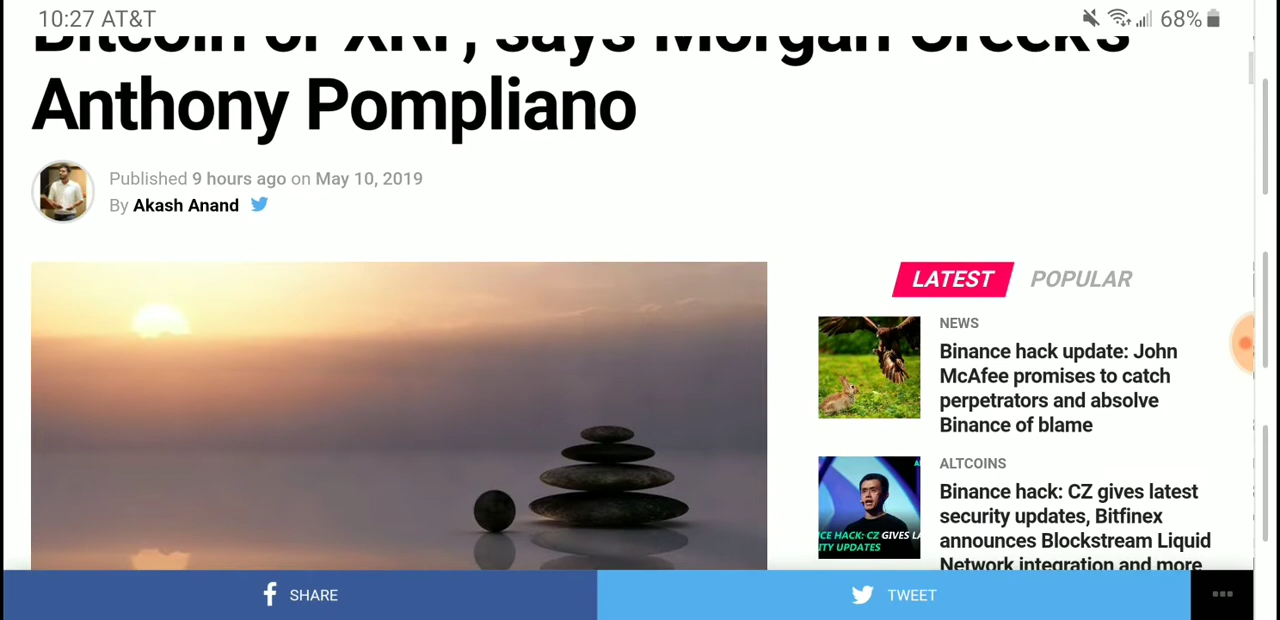 10:27 AT&T
68%
Bitcoin or XRP, says Morgan Creek's
Anthony Pompliano
Published 9 hours ago on May 10, 2019
By Akash Anand
LATEST POPULAR
NEWS
Binance hack update: John
McAfee promises to catch
perpetrators and absolve
Binance of blame
ALTCOINS
Binance hack: CZ gives latest
security updates, Bitfinex
announces Blockstream Liquid
Network integration and more
CE HACK: CZ GIVES LA
ITY UPDATES
f SHARE
TWEET